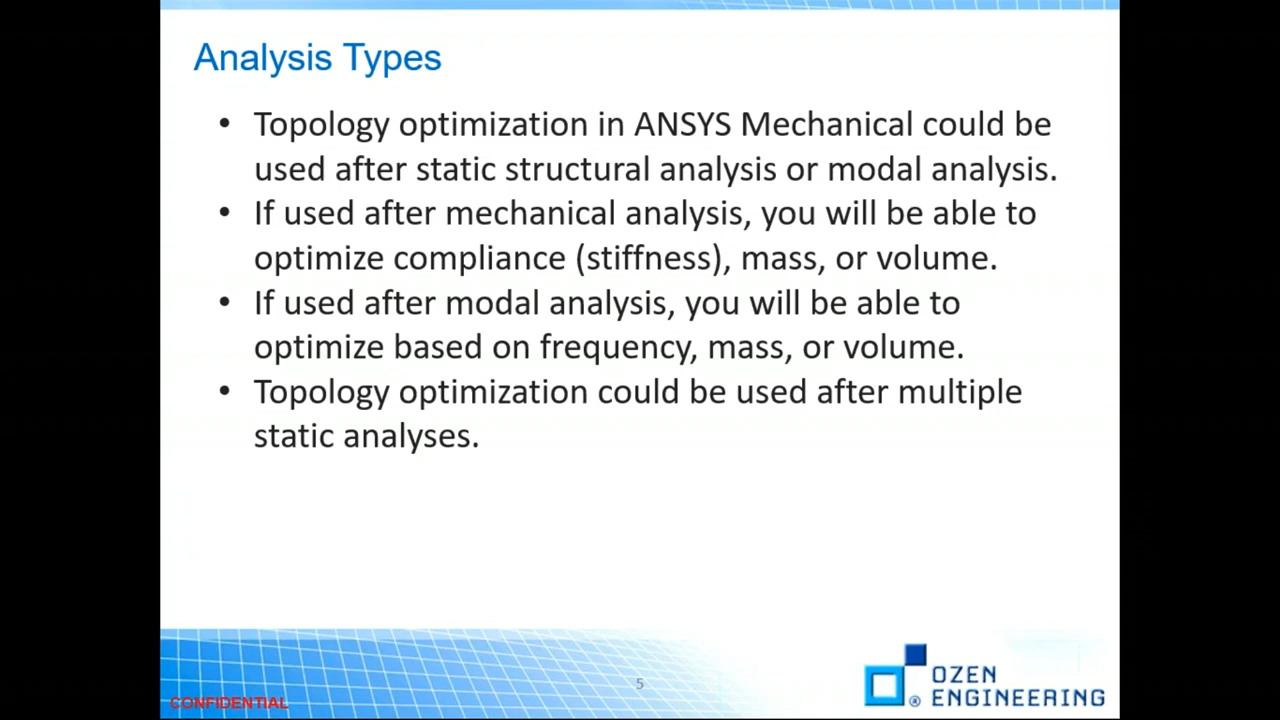 Analysis Types
• Topology optimization in ANSYS Mechanical could be
used after static structural analysis or modal analysis.
• If used after mechanical analysis, you will be able to
optimize compliance (stiffness), mass, or volume.
• If used after modal analysis, you will be able to
optimize based on frequency, mass, or volume.
• Topology optimization could be used after multiple
static analyses.
5
CONFIDENTIAL
® OZEN
ENGINEERING